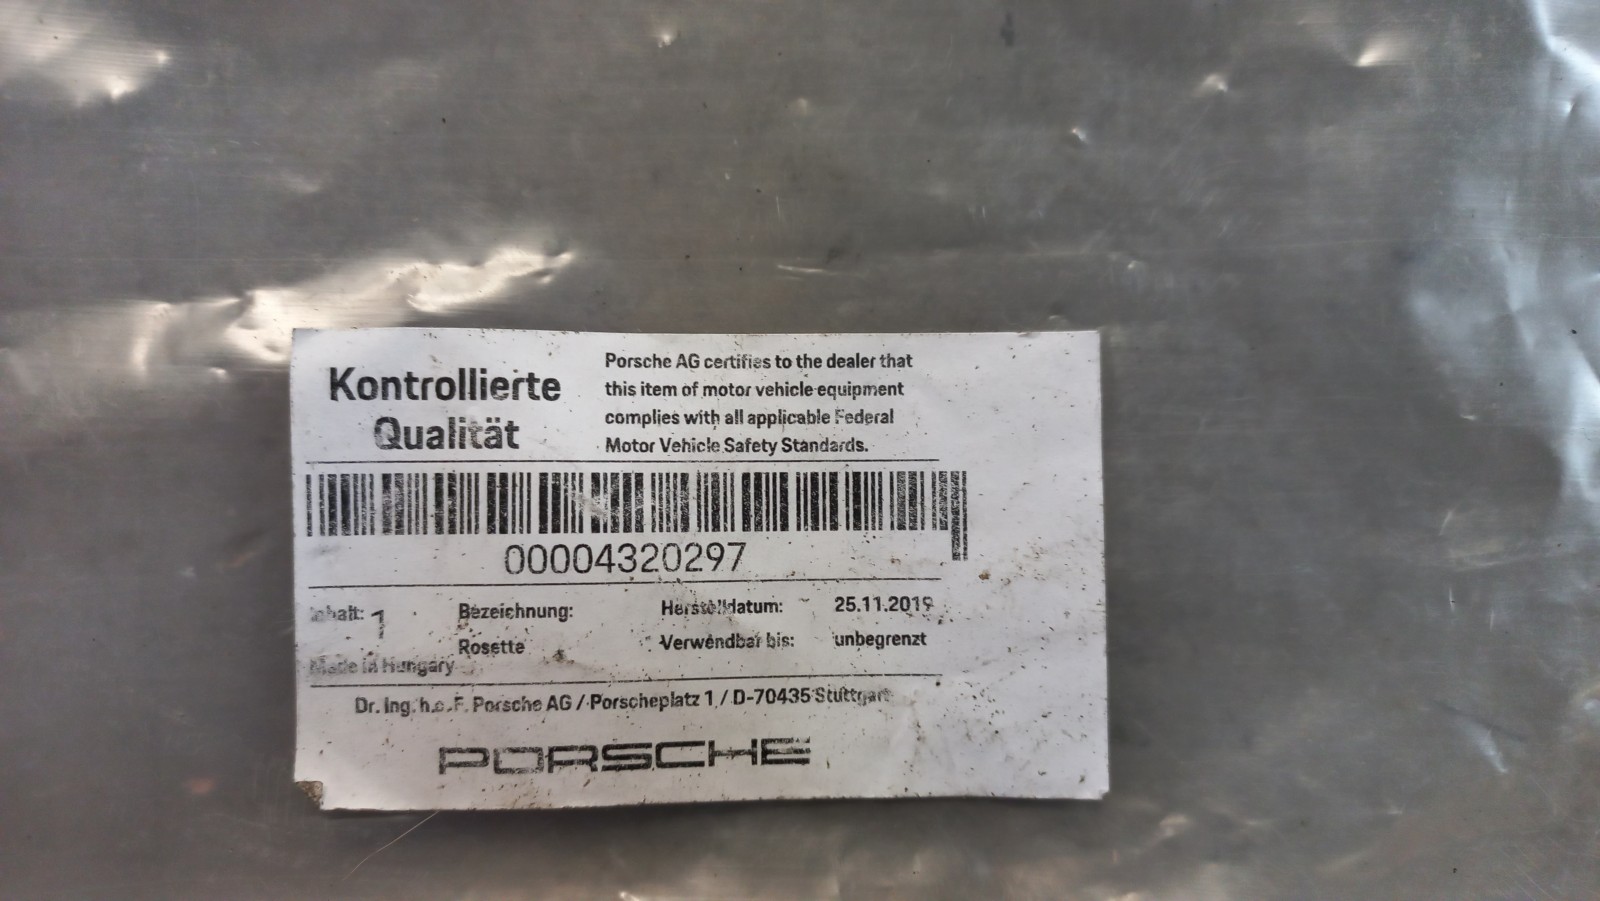 Kontrollierte
Qualität
Porsche AG certifies to the dealer that
this item of motor vehicle equipment
complies with all applicable Federal
Motor Vehicle Safety Standards.
00004320297
Inhalt: 1
Bezeichnung:
Rosette
Herstelldatum: 25.11.2019
Verwendbar bis: unbegrenzt
Made in Hungary
Dr. Ing. h.c. F. Porsche AG / Porscheplatz 1 / D-70435 Stuttgart
PORSCHE